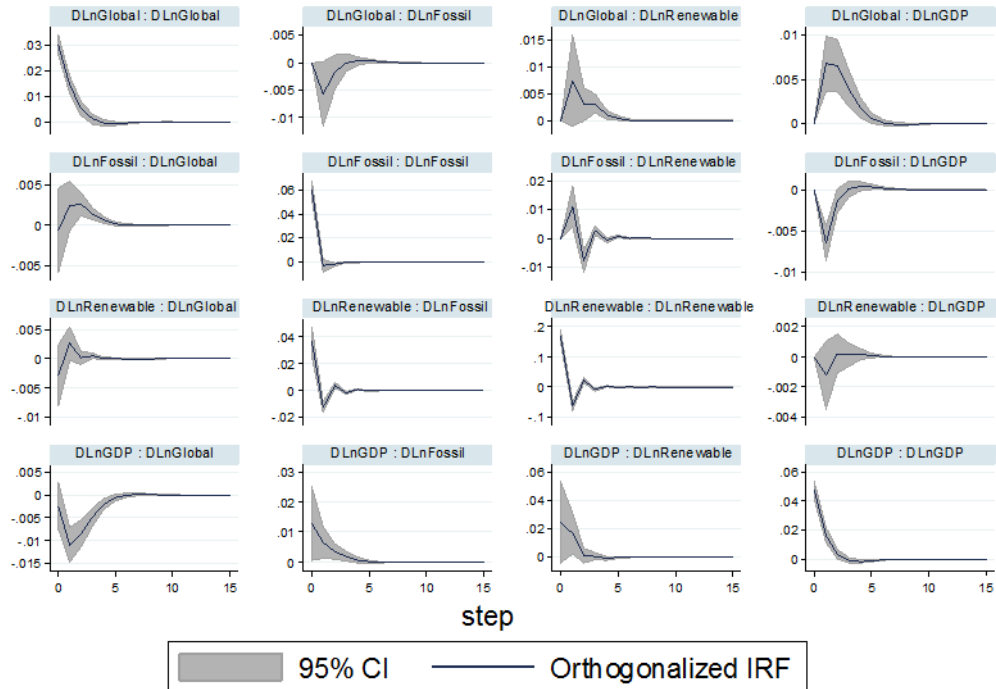 DLnGlobal : DLnGlobal DLnGlobal : DLnFossil DLnGlobal : DLnRenewable DLnGlobal : DLnGDP
.03 .005 .015 .01
.02 0 .01 .005
.01 -.005 .005 0
0 -.01 0
DLnFossil : DLnGlobal DLnFossil : DLnFossil DLnFossil : DLnRenewable DLnFossil : DLnGDP
.005 .06 .02 0
0 .04 .01 -.005
-.005 .02 0 -.01
0 -.01
DLnRenewable : DLnGlobal DLnRenewable : DLnFossil DLnRenewable : DLnRenewable DLnRenewable : DLnGDP
.005 .04 .2 .002
0 .02 .1 0
-.005 0 0 -.002
-.01 -.02 -.1 -.004
DLnGDP : DLnGlobal DLnGDP : DLnFossil DLnGDP : DLnRenewable DLnGDP : DLnGDP
.005 .03 .06 .06
0 .02 .04 .04
-.005 .01 .02 .02
-.01 0 0 0
-.015
0 5 10 15 0 5 10 15 0 5 10 15 0 5 10 15
step
95% CI Orthogonalized IRF